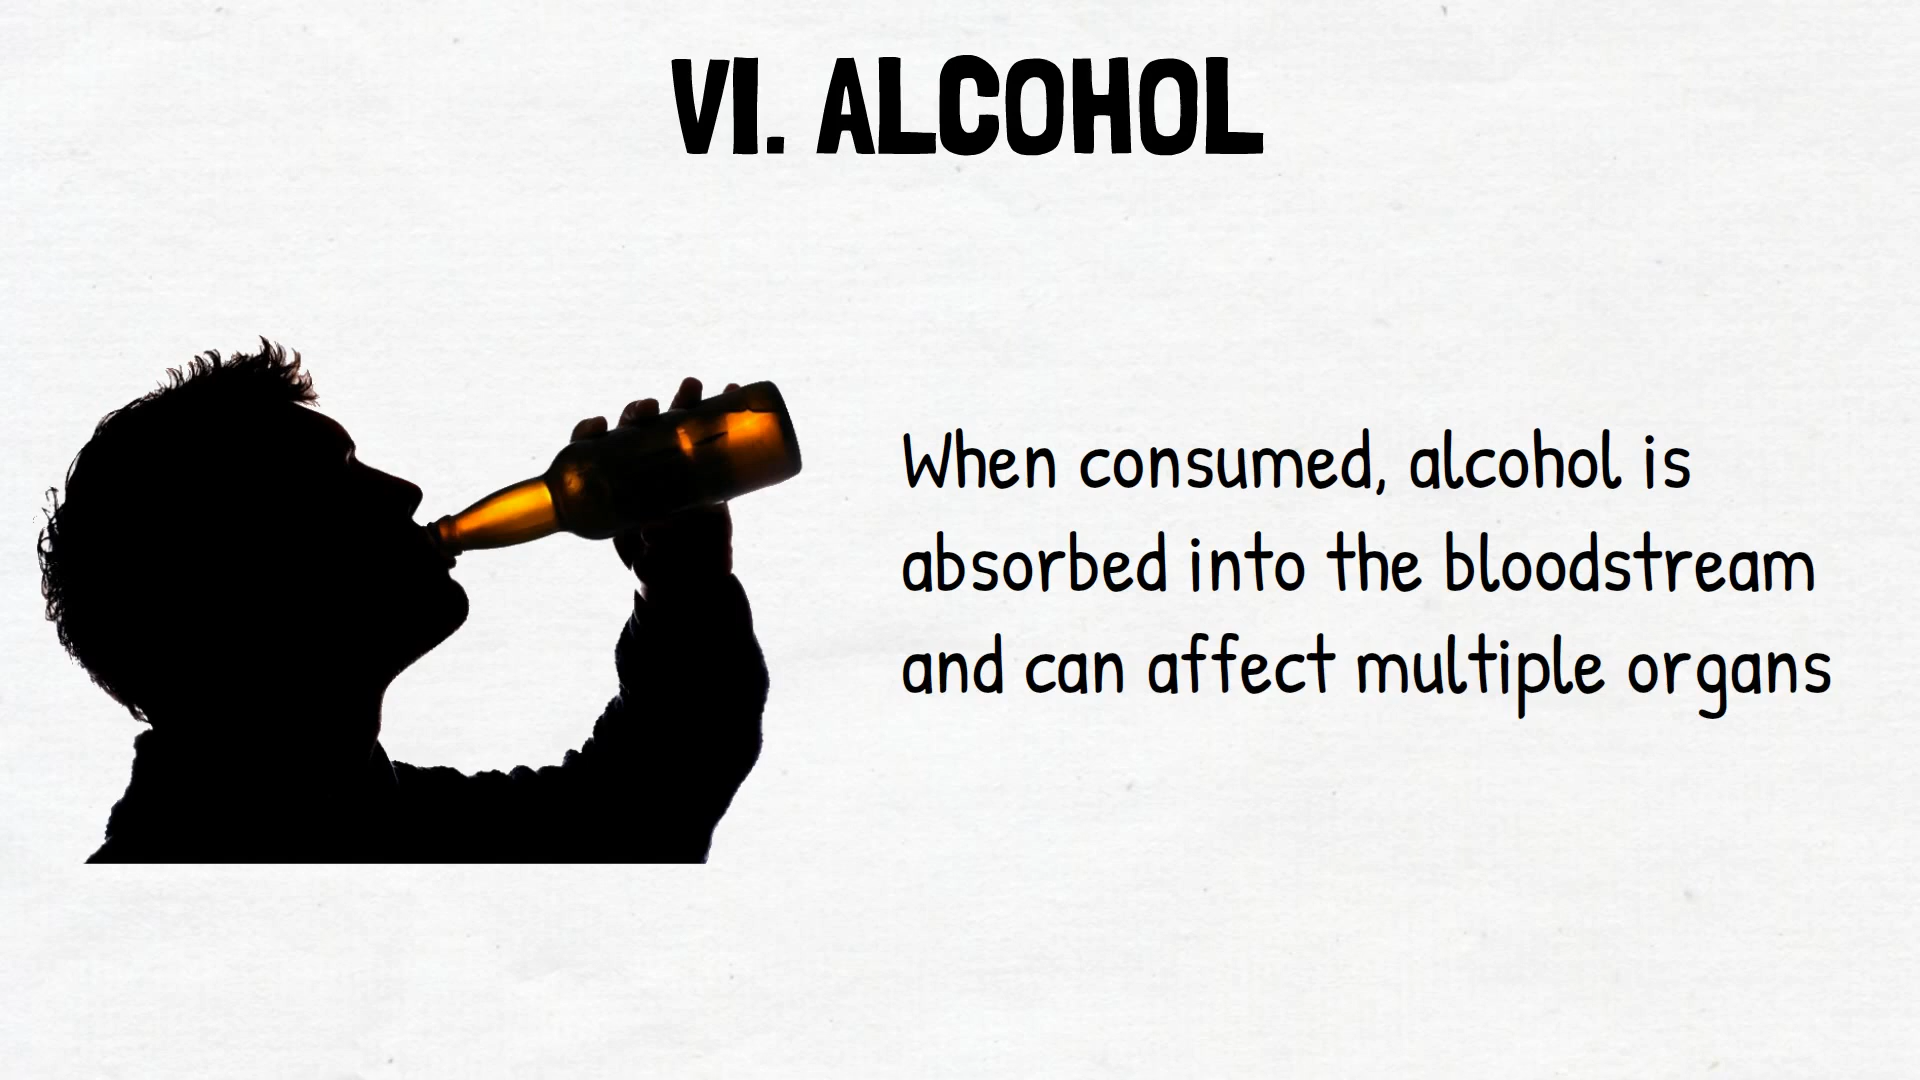 VI. ALCOHOL
When consumed, alcohol is
absorbed into the bloodstream
and can affect multiple organs